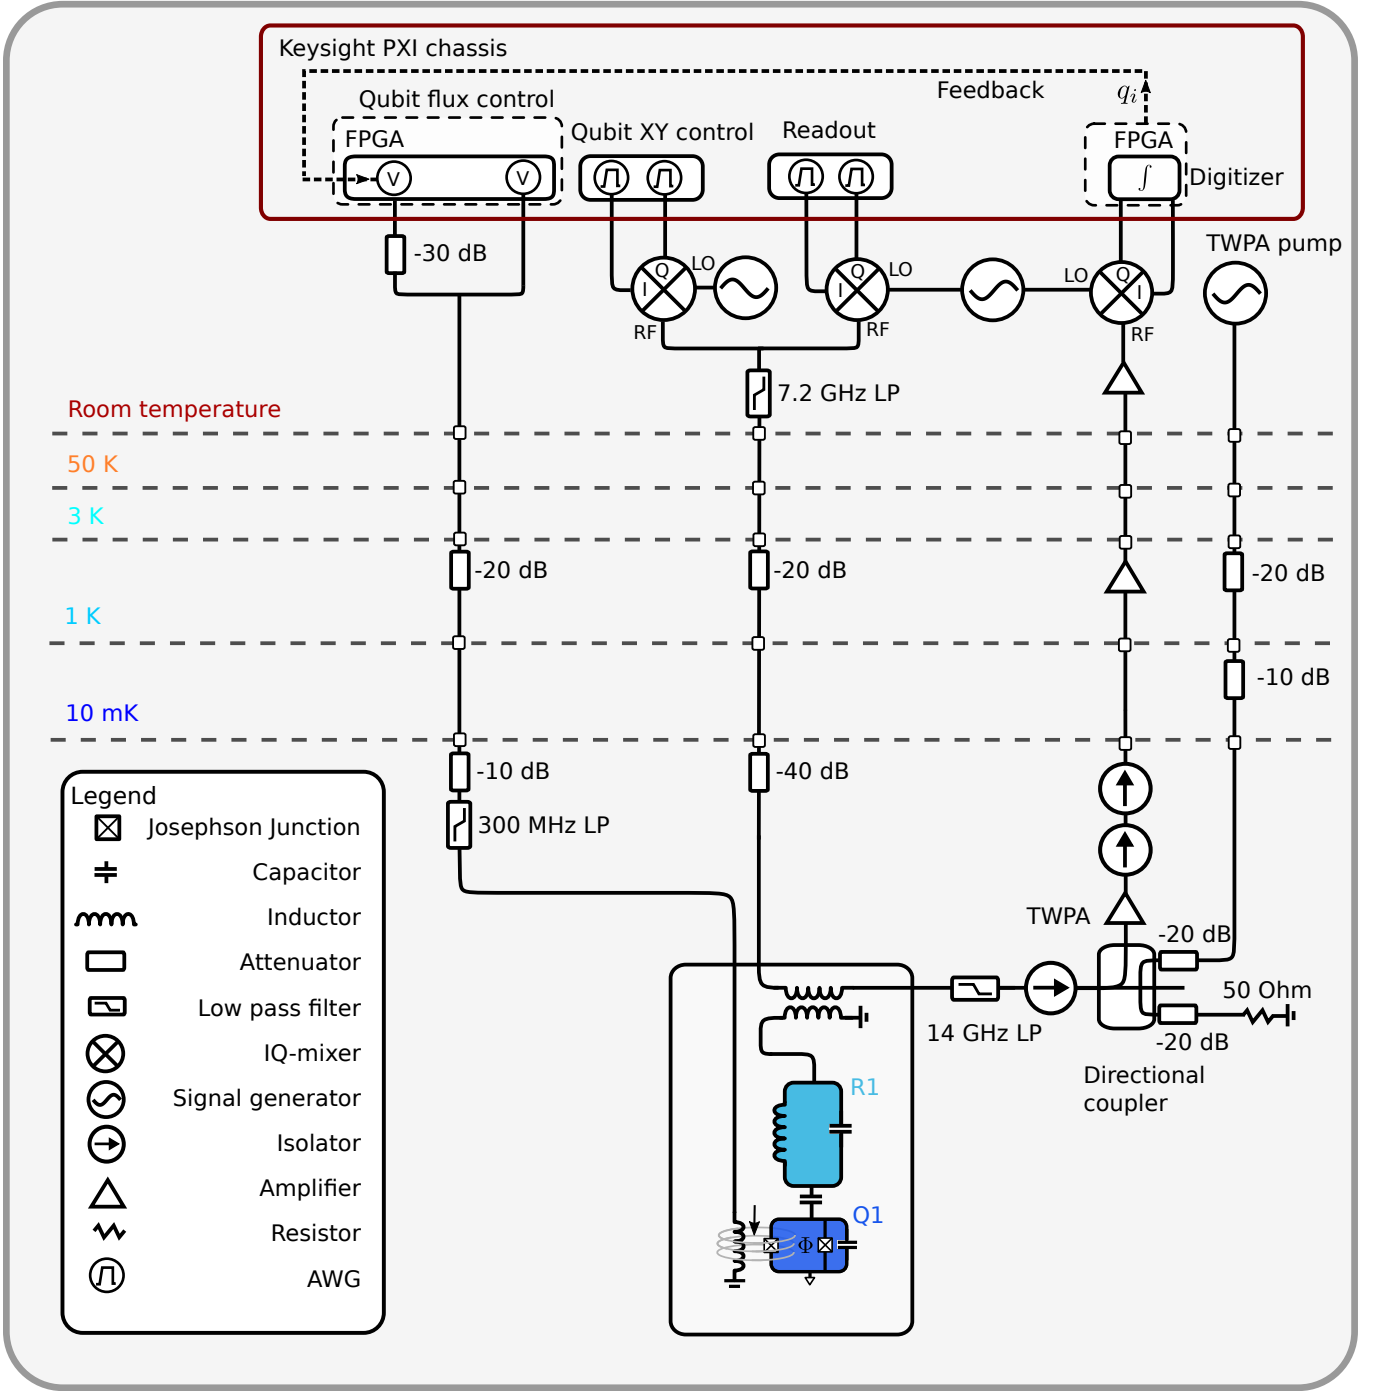 Keysight PXI chassis
Feedback
qi
Qubit flux control
FPGA
V
V
Qubit XY control
Readout
FPGA
∫
Digitizer
-30 dB
Q
I
LO
RF
Q
I
LO
RF
LO
Q
I
RF
TWPA pump
7.2 GHz LP
Room temperature
50 K
3 K
-20 dB
-20 dB
-20 dB
1 K
-10 dB
10 mK
-10 dB
-40 dB
300 MHz LP
TWPA
-20 dB
50 Ohm
-20 dB
14 GHz LP
Directional
coupler
R1
Q1
Φ
Legend
Josephson Junction
Capacitor
Inductor
Attenuator
Low pass filter
IQ-mixer
Signal generator
Isolator
Amplifier
Resistor
AWG